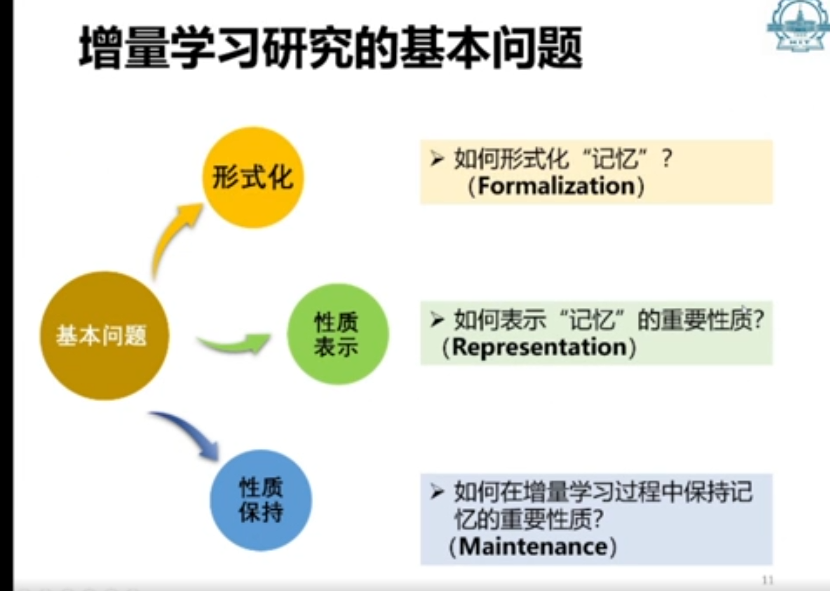 增量学习研究的基本问题
HIT
形式化
➢ 如何形式化“记忆”?
（Formalization）
基本问题
性质
表示
➢ 如何表示“记忆”的重要性质?
（Representation）
性质
保持
➢ 如何在增量学习过程中保持记
忆的重要性质?
（Maintenance）
11